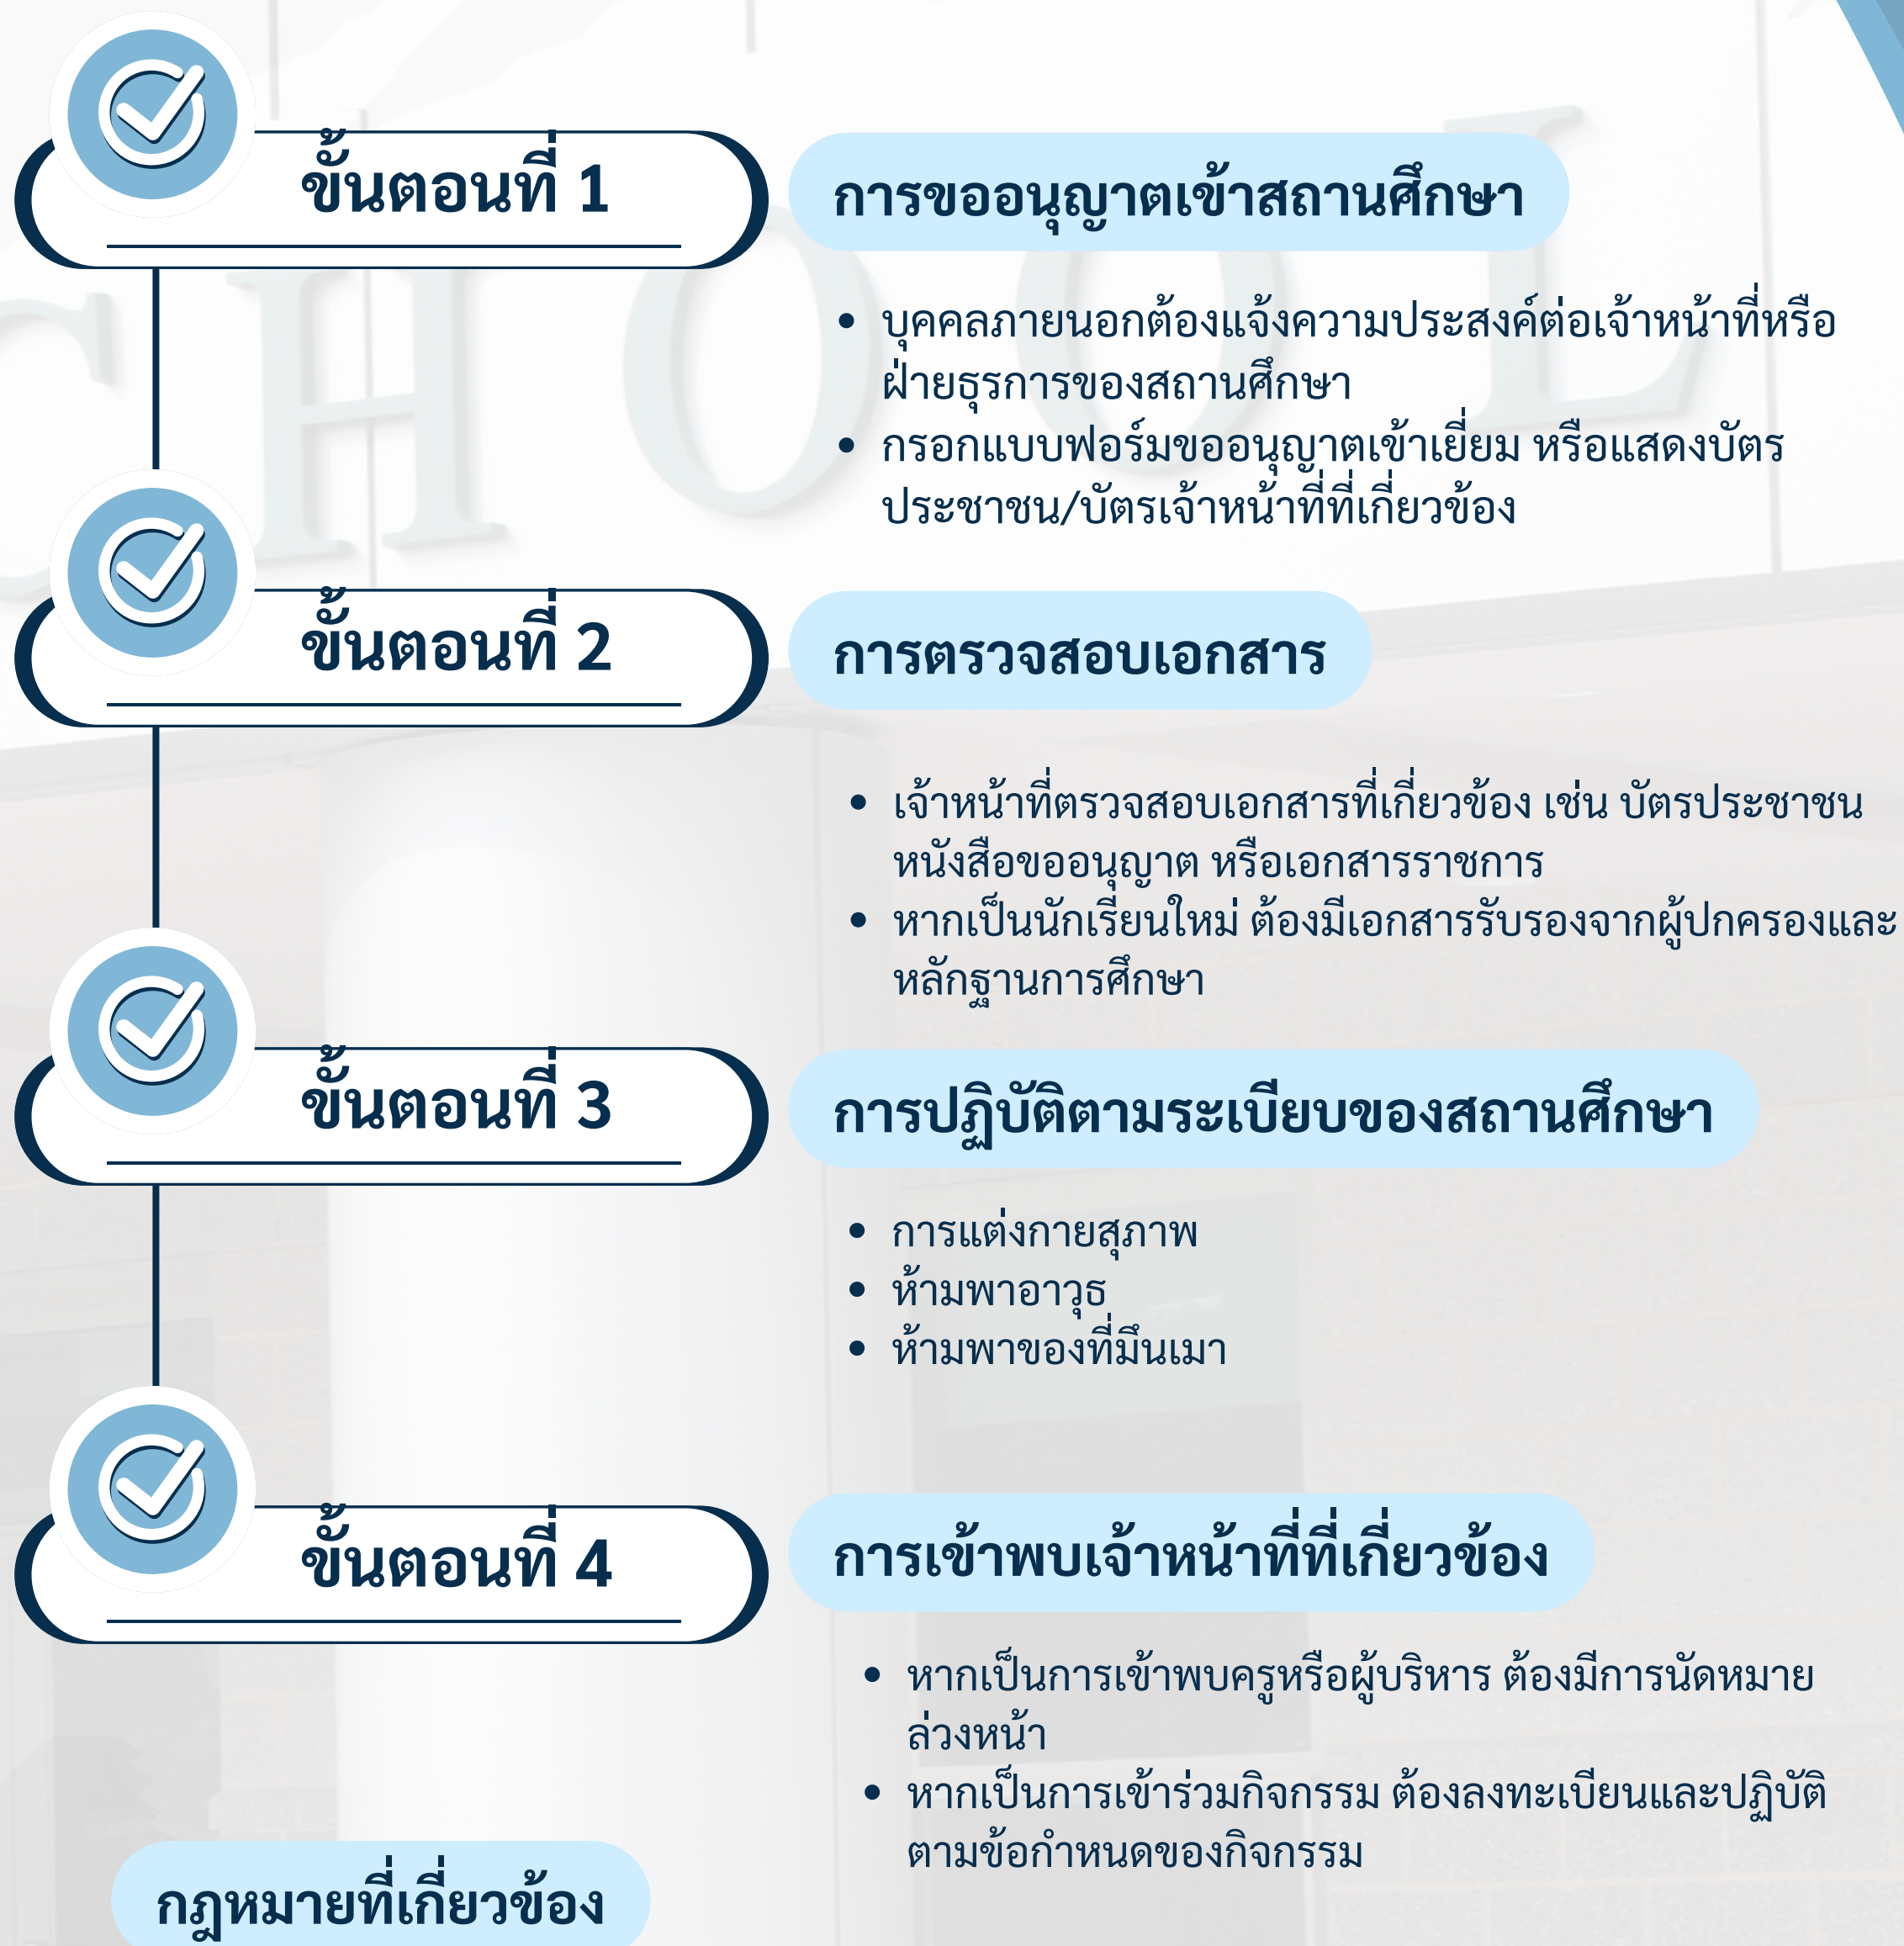 ขั้นตอนที่ 1
การขออนุญาตเข้าสถานศึกษา
• บุคคลภายนอกต้องแจ้งความประสงค์ต่อเจ้าหน้าที่หรือ
ฝ่ายธุรการของสถานศึกษา
• กรอกแบบฟอร์มขออนุญาตเข้าเยี่ยม หรือแสดงบัตร
ประชาชน/บัตรเจ้าหน้าที่ที่เกี่ยวข้อง
ขั้นตอนที่ 2
การตรวจสอบเอกสาร
• เจ้าหน้าที่ตรวจสอบเอกสารที่เกี่ยวข้อง เช่น บัตรประชาชน
หนังสือขออนุญาต หรือเอกสารราชการ
• หากเป็นนักเรียนใหม่ ต้องมีเอกสารรับรองจากผู้ปกครองและ
หลักฐานการศึกษา
ขั้นตอนที่ 3
การปฏิบัติตามระเบียบของสถานศึกษา
• การแต่งกายสุภาพ
• ห้ามพาอาวุธ
• ห้ามพาของที่มึนเมา
ขั้นตอนที่ 4
การเข้าพบเจ้าหน้าที่ที่เกี่ยวข้อง
• หากเป็นการเข้าพบครูหรือผู้บริหาร ต้องมีการนัดหมาย
ล่วงหน้า
• หากเป็นการเข้าร่วมกิจกรรม ต้องลงทะเบียนและปฏิบัติ
ตามข้อกำหนดของกิจกรรม
กฎหมายที่เกี่ยวข้อง
CHOOL